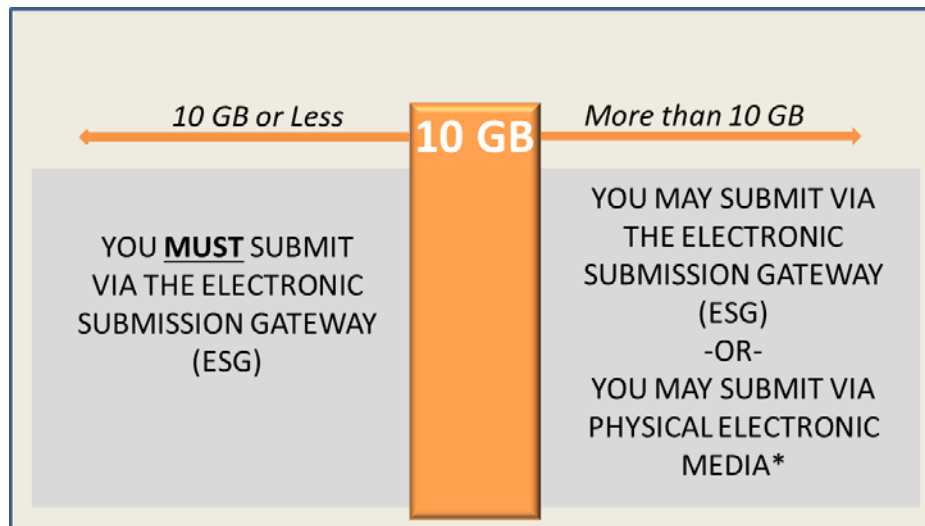 10 GB or Less
10 GB
More than 10 GB
YOU MUST SUBMIT
VIA THE ELECTRONIC
SUBMISSION GATEWAY
(ESG)
YOU MAY SUBMIT VIA
THE ELECTRONIC
SUBMISSION GATEWAY
(ESG)
-OR-
YOU MAY SUBMIT VIA
PHYSICAL ELECTRONIC
MEDIA*